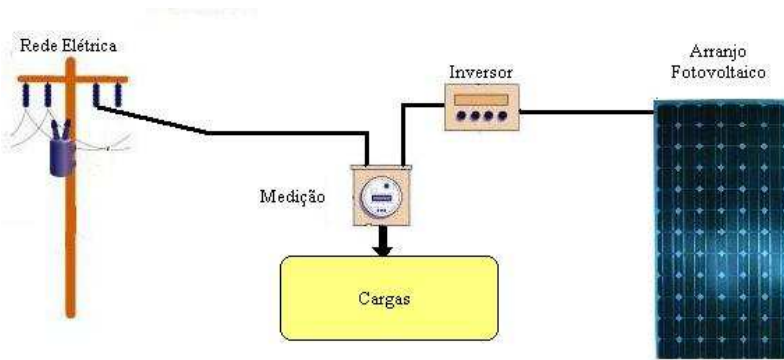 Rede Elétrica
Inversor
Arranjo
Fotovoltaico
Medição
Cargas